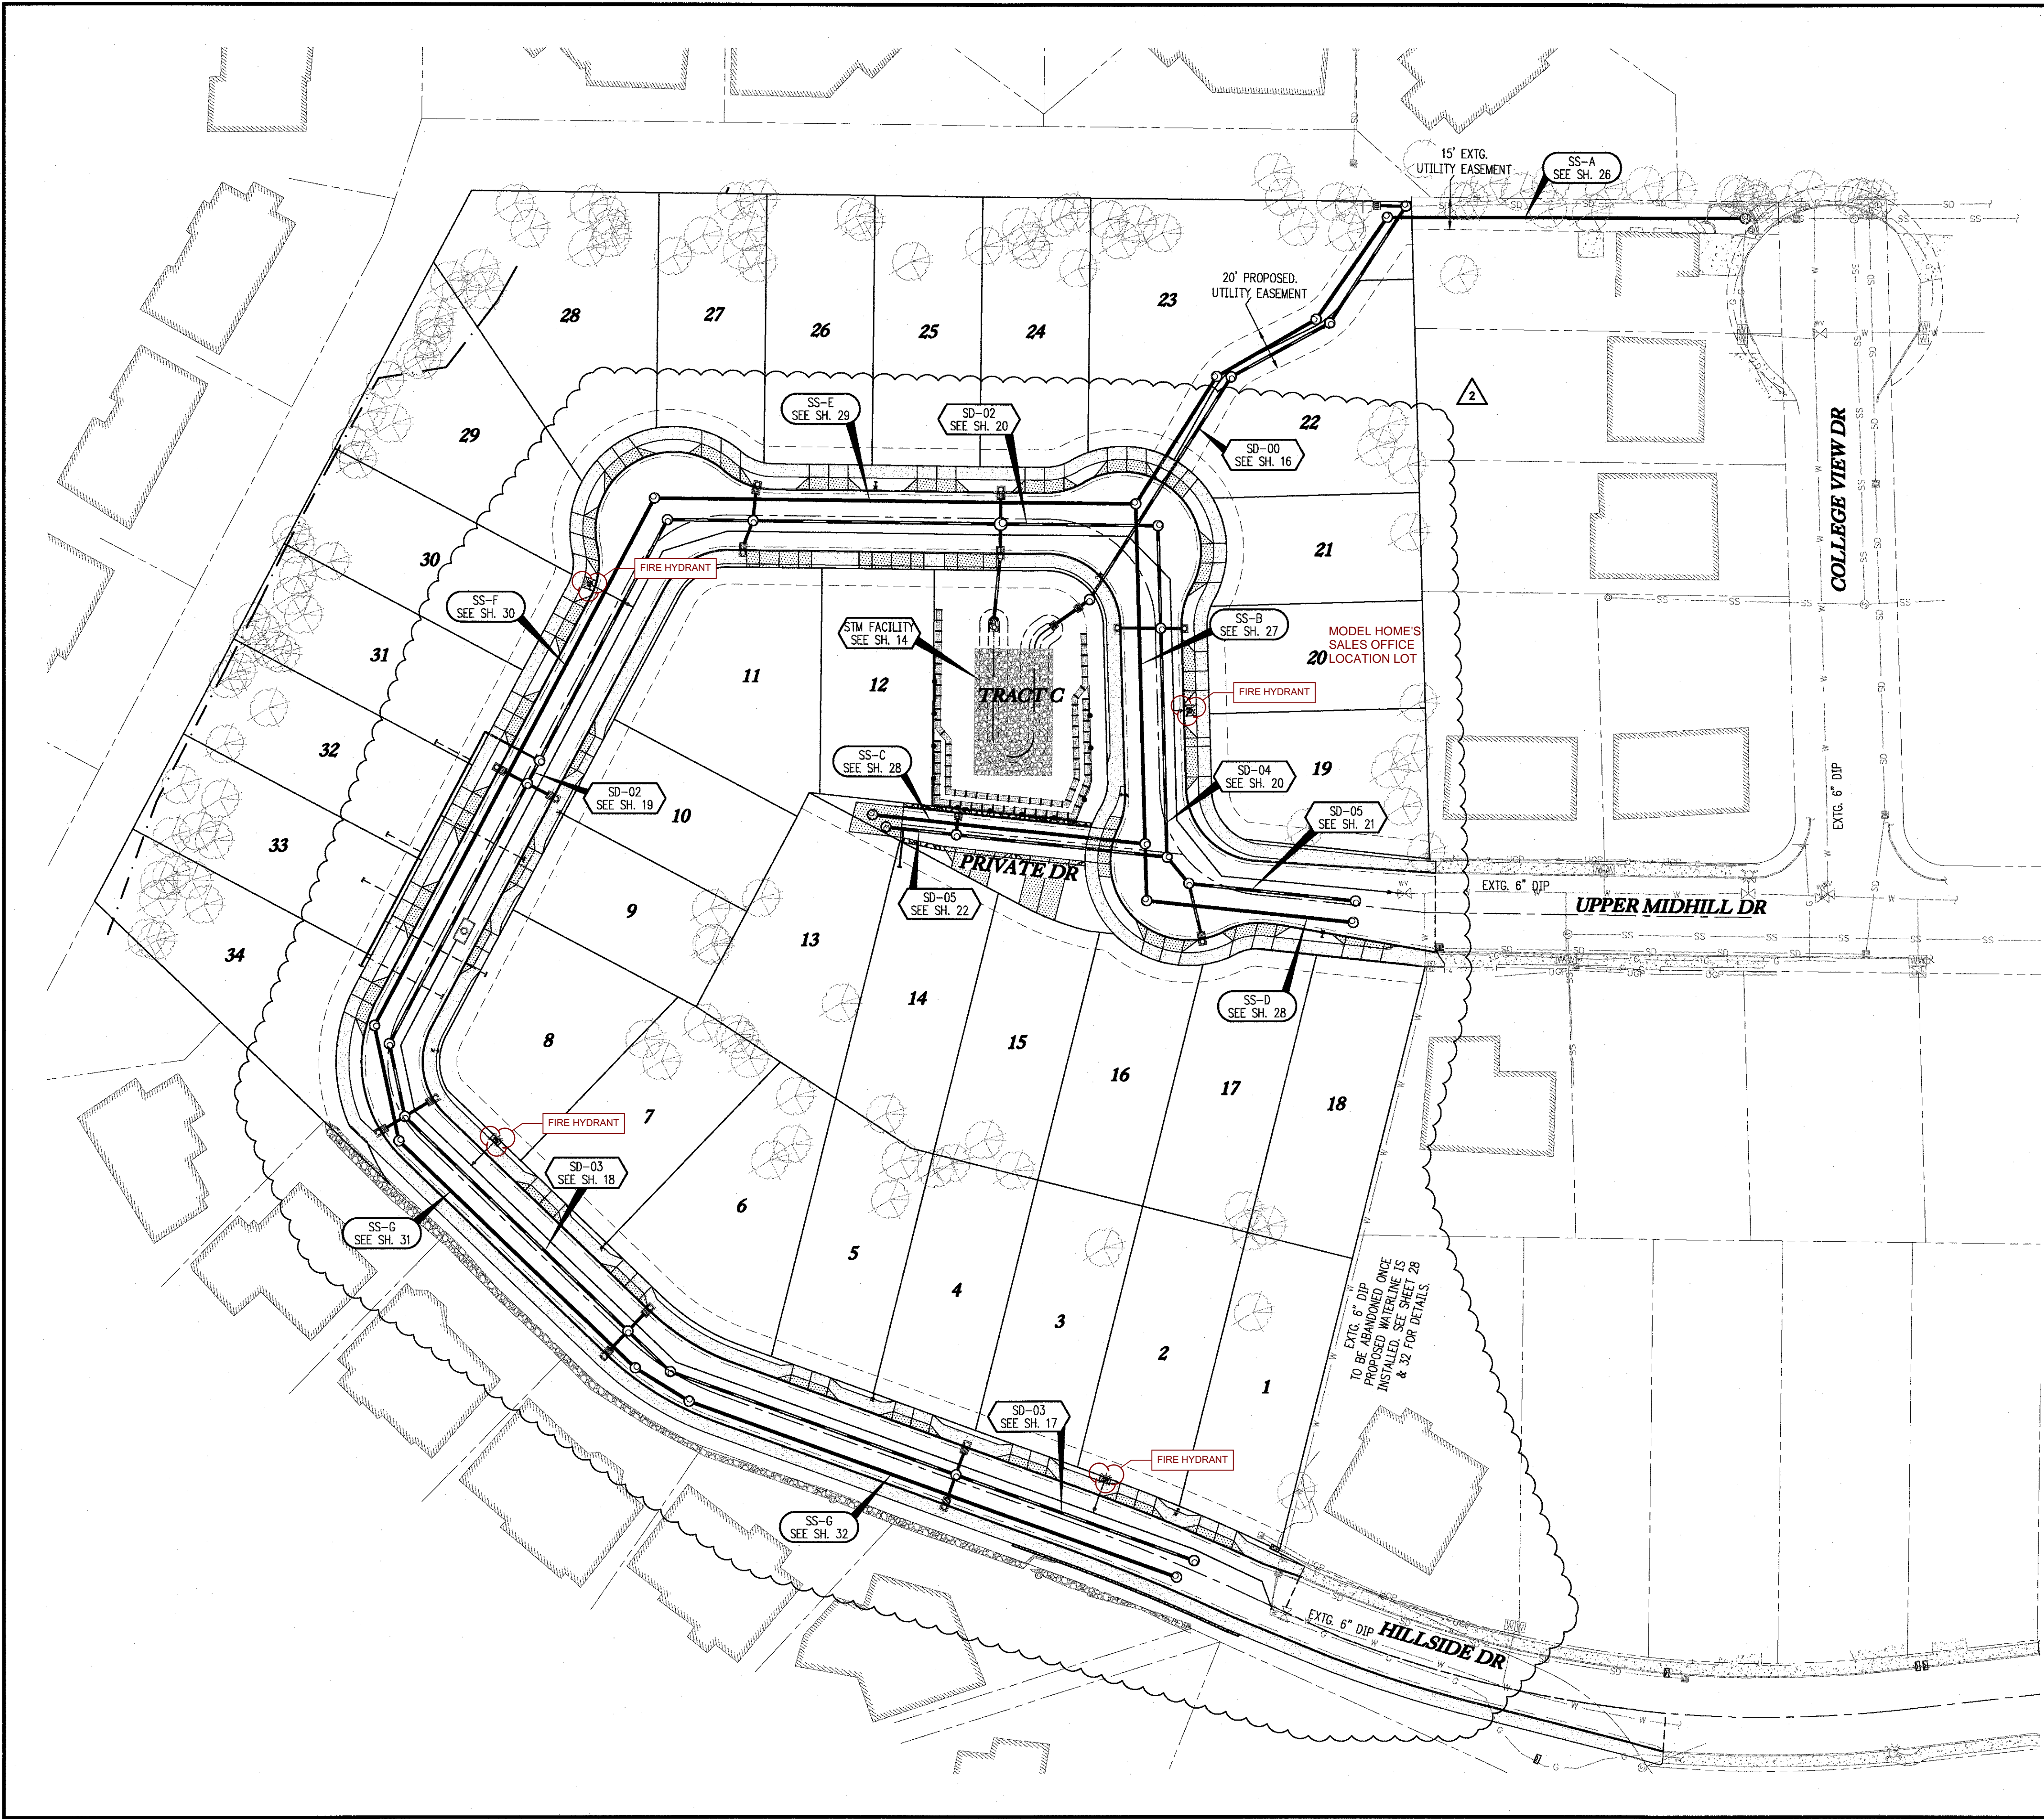 15' EXTG.
UTILITY EASEMENT
SS-A
SEE SH. 26
20' PROPOSED.
UTILITY EASEMENT
28
27
26
25
24
23
22
2
29
SS-E
SEE SH. 29
SD-02
SEE SH. 20
SD-00
SEE SH. 16
COLLEGE VIEW DR
30
FIRE HYDRANT
21
SS-F
SEE SH. 30
STM FACILITY
SEE SH. 14
SS-B
SEE SH. 27
MODEL HOME'S
SALES OFFICE
20 LOCATION LOT
31
11
12
TRACT C
FIRE HYDRANT
32
SS-C
SEE SH. 28
SD-04
SEE SH. 20
19
SD-02
SEE SH. 19
10
SD-05
SEE SH. 21
EXTG. 6" DIP
33
PRIVATE DR
SD-05
SEE SH. 22
EXTG. 6" DIP
UPPER MIDHILL DR
9
13
34
14
SS-D
SEE SH. 28
8
15
16
17
18
7
FIRE HYDRANT
SD-03
SEE SH. 18
6
SS-G
SEE SH. 31
5
4
3
2
1
EXTG. 6" DIP
TO BE ABANDONED ONCE
PROPOSED WATERLINE IS
INSTALLED. SEE SHEET 28
& 32 FOR DETAILS.
SD-03
SEE SH. 17
FIRE HYDRANT
SS-G
SEE SH. 32
EXTG. 6" DIP
HILLSIDE DR